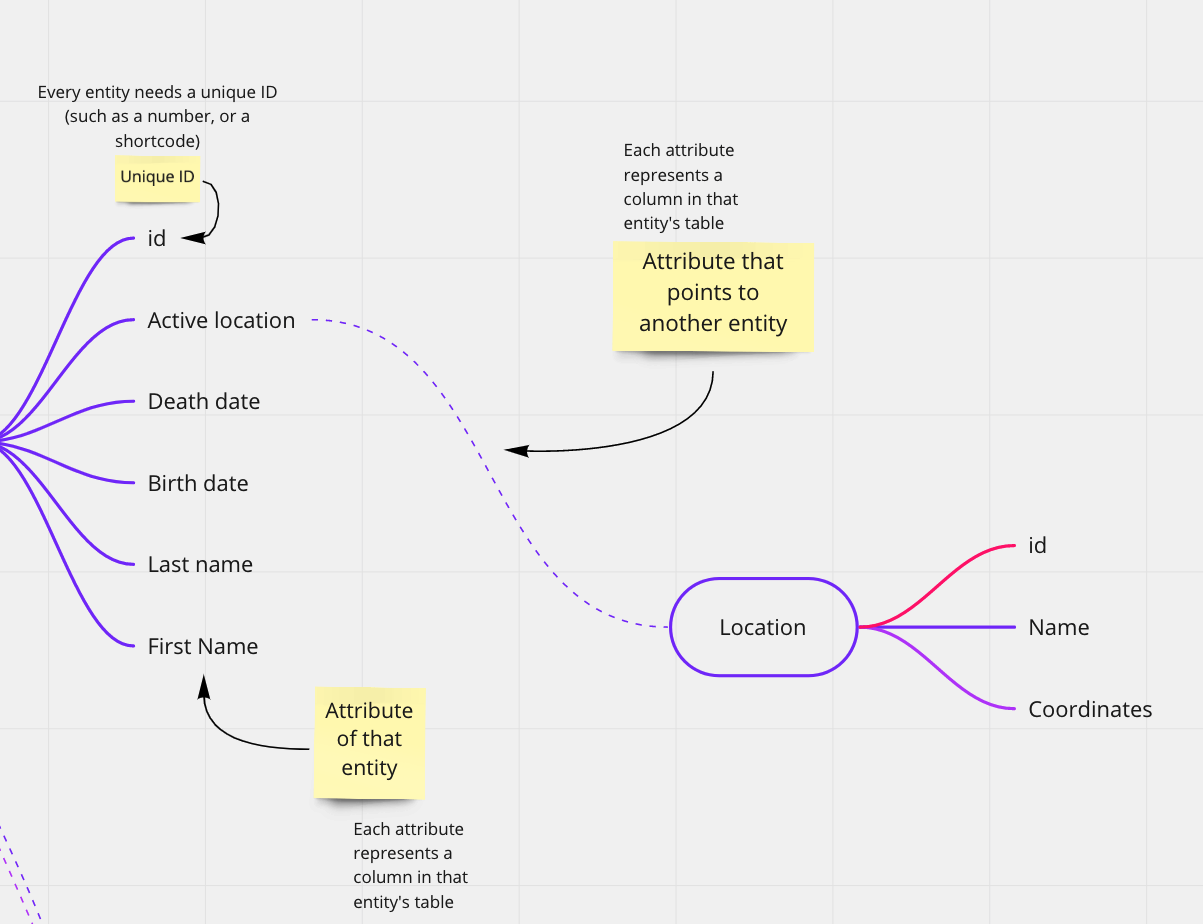 Every entity needs a unique ID
(such as a number, or a
shortcode)
Unique ID
id
Active location
Death date
Birth date
Last name
First Name
Attribute
of that
entity
Each attribute
represents a
column in that
entity's table
Each attribute
represents a
column in that
entity's table
Attribute that
points to
another entity
Location
id
Name
Coordinates